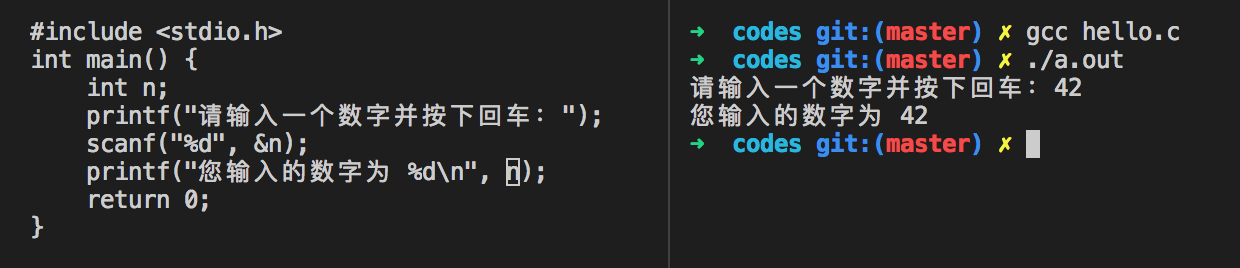 #include <stdio.h>
int main() {
    int n;
    printf("请输入一个数字并按下回车：");
    scanf("%d", &n);
    printf("您输入的数字为 %d\n", n);
    return 0;
}
➜  codes git:(master) ✗ gcc hello.c
➜  codes git:(master) ✗ ./a.out
请输入一个数字并按下回车：42
您输入的数字为 42
➜  codes git:(master) ✗